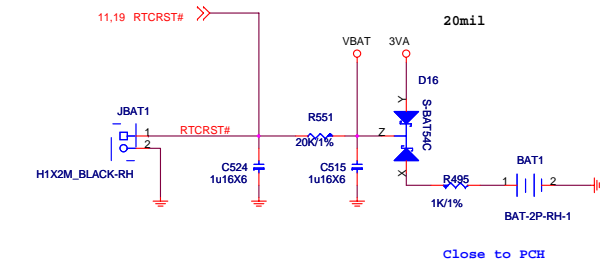 11,19 RTCRST#
20mil
VBAT
3VA
D16
S-BAT54C
Y
Z
X
JBAT1
1
2
RTCRST#
H1X2M_BLACK-RH
R551
20K/1%
C524
1u16X6
C515
1u16X6
R495
1K/1%
BAT1
1
2
BAT-2P-RH-1
Close to PCH